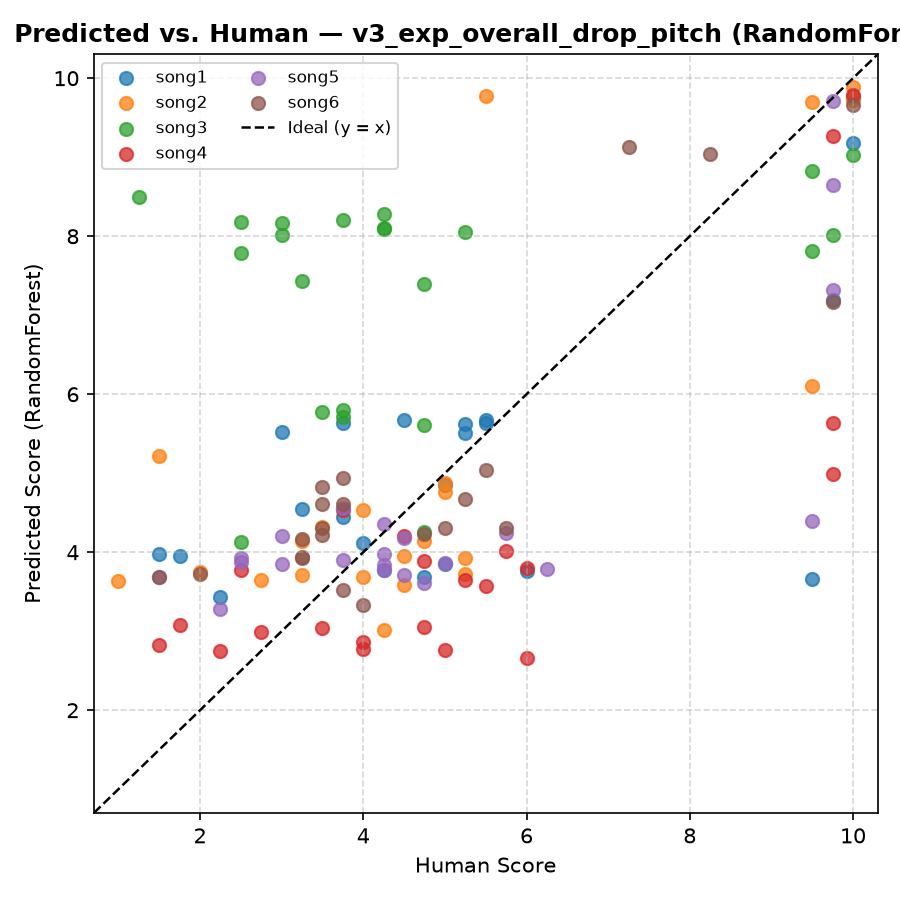 Predicted vs. Human — v3_exp_overall_drop_pitch (RandomFor
song1
song2
song3
song4
song5
song6
Ideal (y = x)
10
8
6
4
2
Predicted Score (RandomForest)
2 4 6 8 10
Human Score